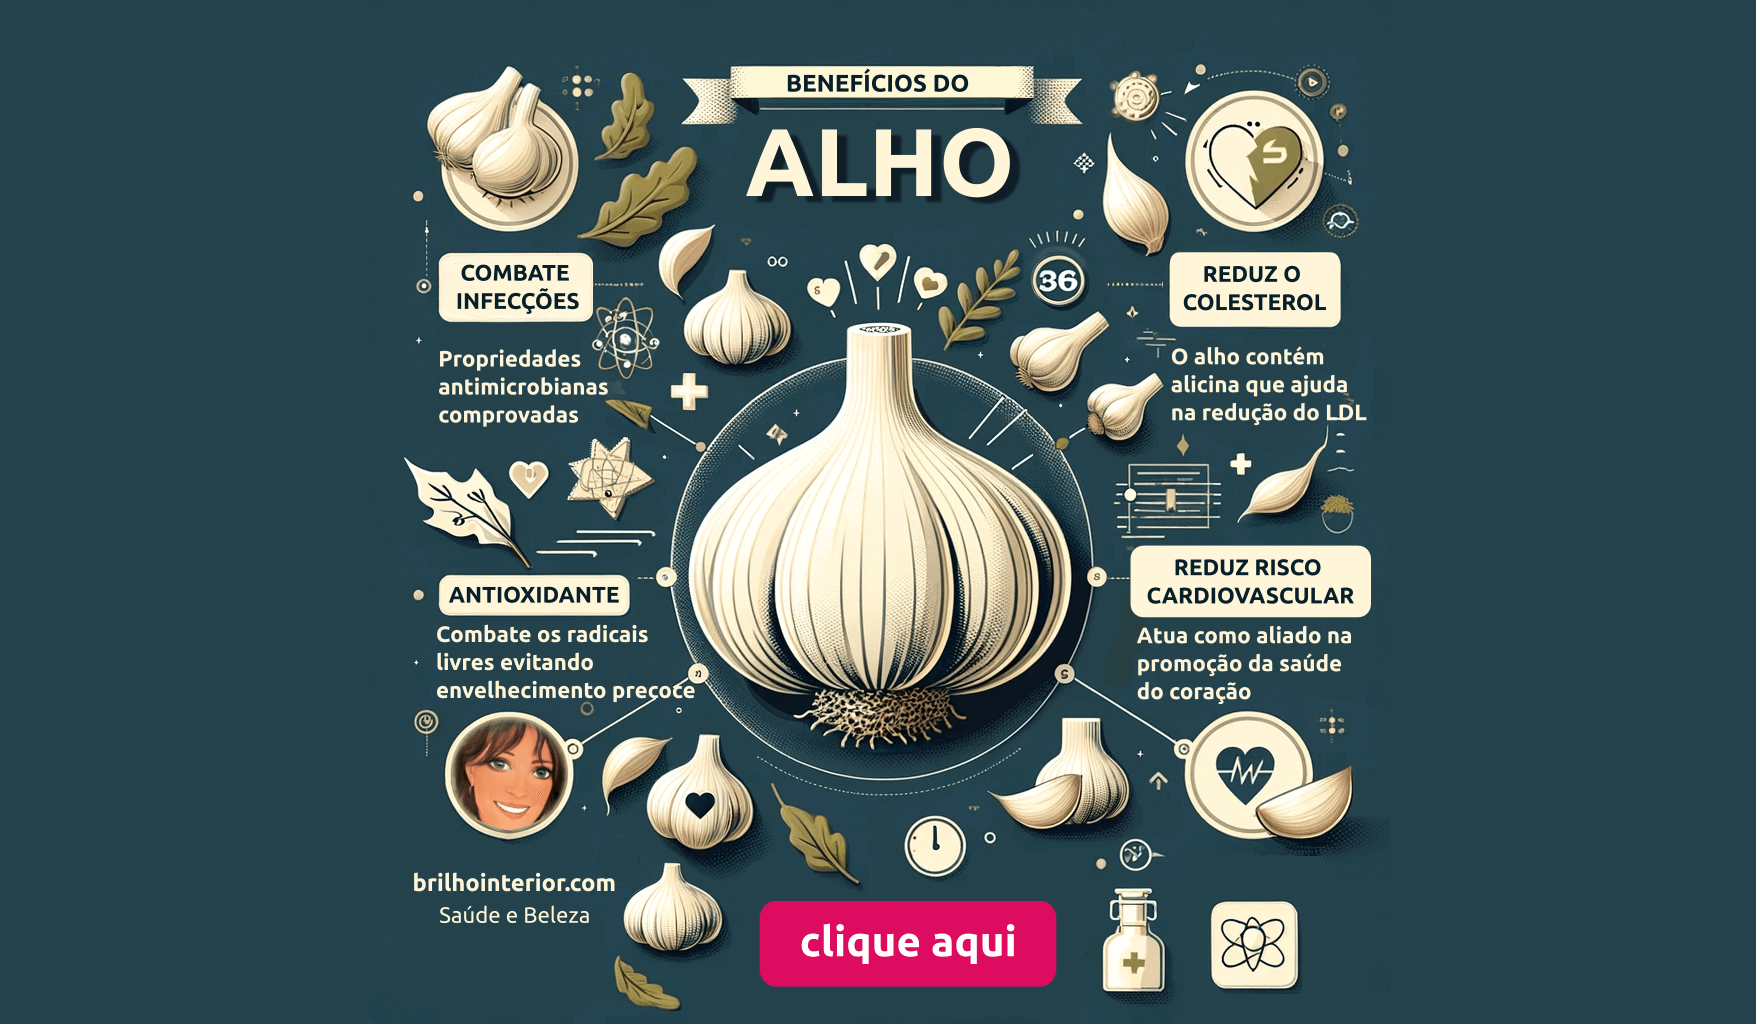 BENEFÍCIOS DO
ALHO
COMBATE
INFECÇÕES
Propriedades
antimicrobianas
comprovadas
36
REDUZ O
COLESTEROL
O alho contém
alicina que ajuda
na redução do LDL
ANTIOXIDANTE
Combate os radicais
livres evitando
envelhecimento precoce
REDUZ RISCO
CARDIOVASCULAR
Atua como aliado na
promoção da saúde
do coração
brilhointerior.com
Saúde e Beleza
clique aqui